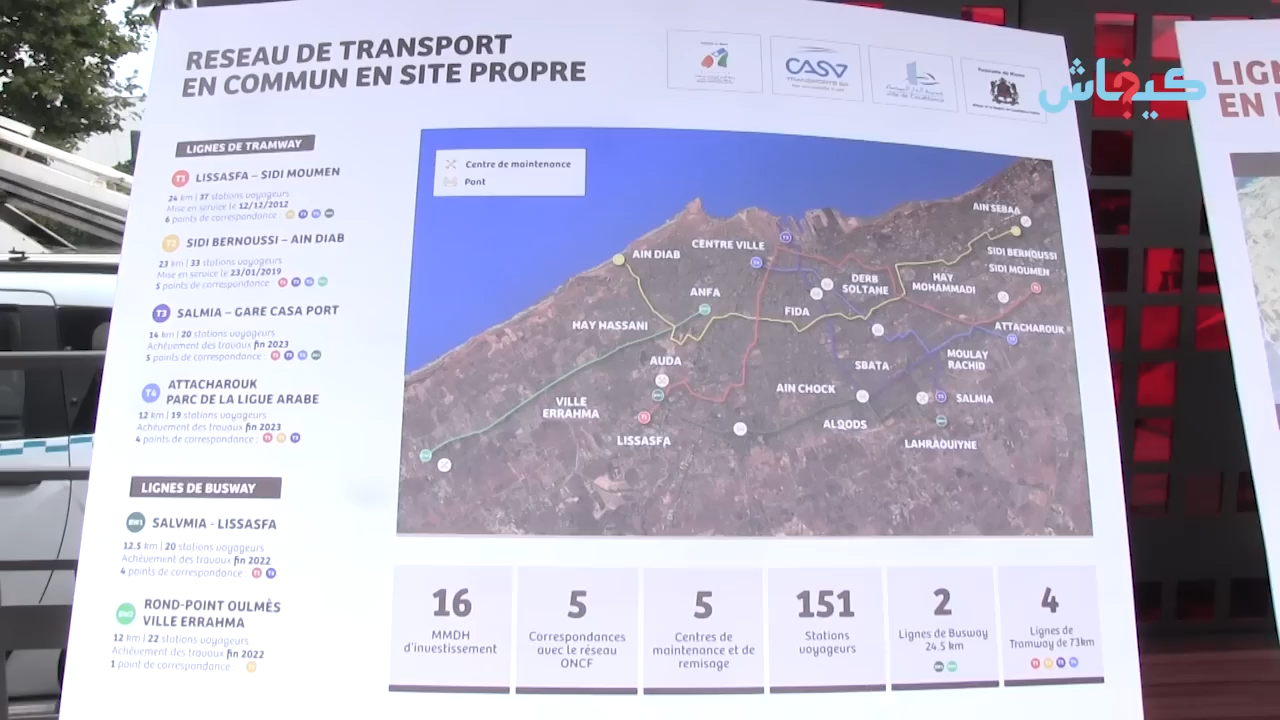 RESEAU DE TRANSPORT
EN COMMUN EN SITE PROPRE
CASA
كيفاش
LIGN
EN
LIGNES DE TRAMWAY
T1 LISSASFA – SIDI MOUMEN
24 km | 37 stations voyageurs
Mise en service le 12/12/2012
6 points de correspondance :
T2 SIDI BERNOUSSI – AIN DIAB
23 km | 33 stations voyageurs
Mise en service le 23/01/2019
5 points de correspondance :
T3 SALMIA – GARE CASA PORT
14 km | 20 stations voyageurs
Achèvement des travaux fin 2023
5 points de correspondance :
T4 ATTACHAROUK
PARC DE LA LIGUE ARABE
12 km | 19 stations voyageurs
Achèvement des travaux fin 2023
4 points de correspondance :
LIGNES DE BUSWAY
BW1 SALVMIA - LISSASFA
12.5 km | 20 stations voyageurs
Achèvement des travaux fin 2022
4 points de correspondance :
BW2 ROND-POINT OULMÈS
VILLE ERRAHMA
12 km | 22 stations voyageurs
Achèvement des travaux fin 2022
1 point de correspondance :
Centre de maintenance
Pont
AIN SEBAA
CENTRE VILLE
AIN DIAB
SIDI BERNOUSSI
SIDI MOUMEN
DERB
SOLTANE
HAY
MOHAMMADI
ANFA
FIDA
HAY HASSANI
ATTACHAROUK
AUDA
SBATA
MOULAY
RACHID
AIN CHOCK
SALMIA
VILLE
ERRAHMA
ALQODS
LISSASFA
LAHRAOUIYNE
16
MMDH
d'investissement
5
Correspondances
avec le réseau
ONCF
5
Centres de
maintenance et de
remisage
151
Stations
voyageurs
2
Lignes de Busway
24.5 km
4
Lignes de
Tramway de 73km